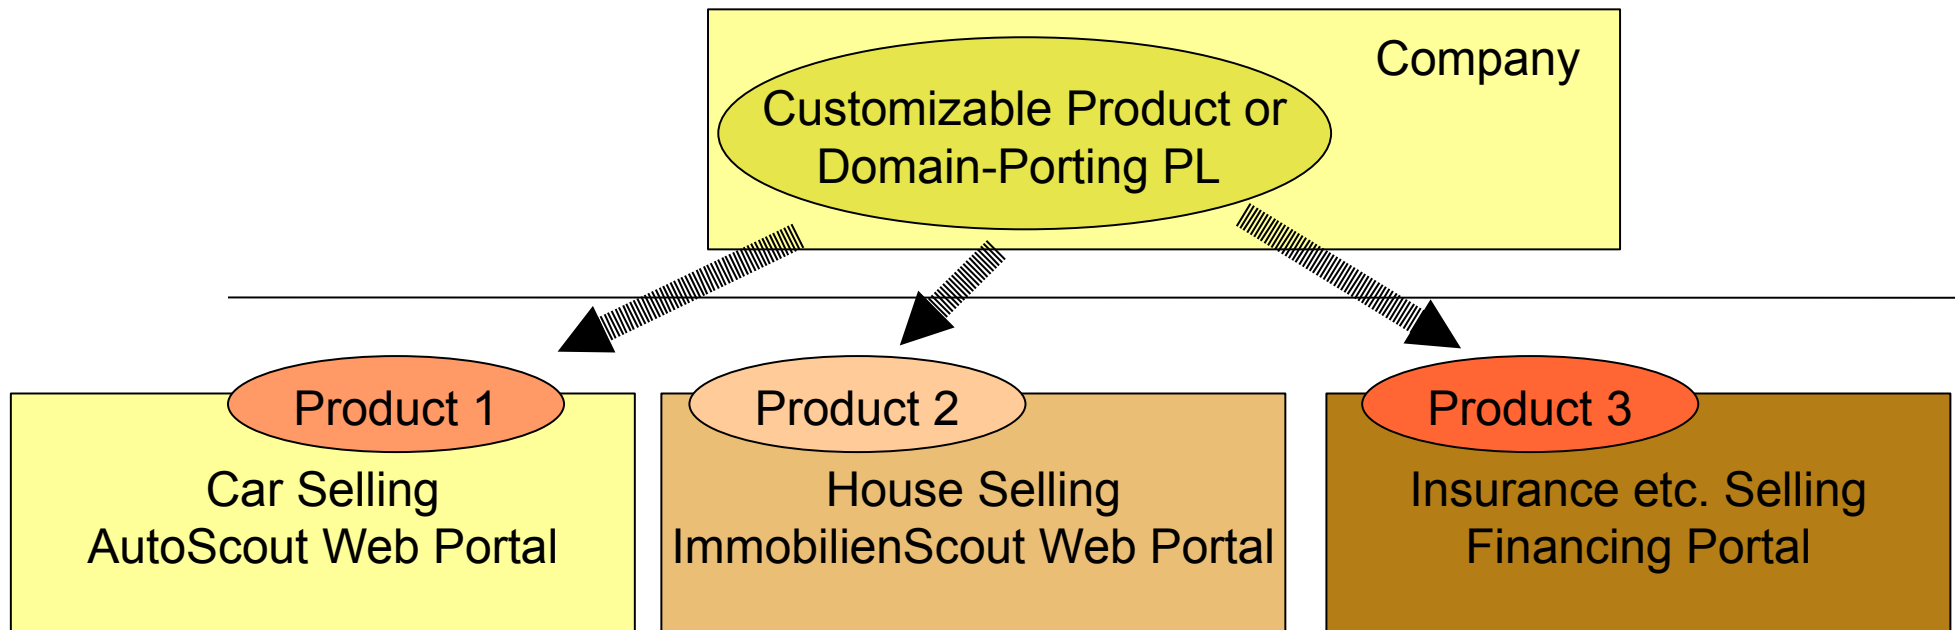 Company
Customizable Product or
Domain-Porting PL
Product 1
Car Selling
AutoScout Web Portal
Product 2
House Selling
ImmobilienScout Web Portal
Product 3
Insurance etc. Selling
Financing Portal